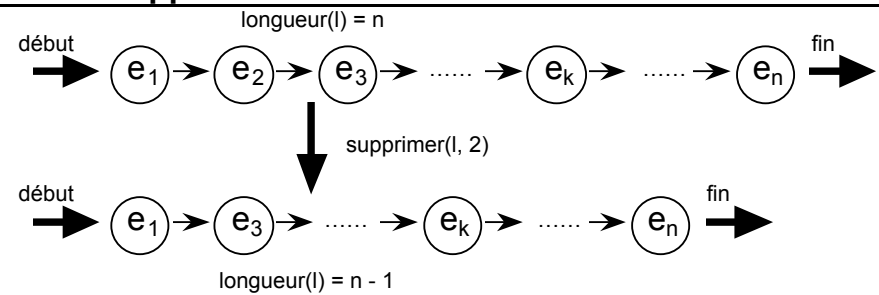 longueur(l) = n
début fin
e1 e2 e3 ...... ek ...... en
supprimer(l, 2)
début fin
e1 e3 ...... ek ...... en
longueur(l) = n - 1